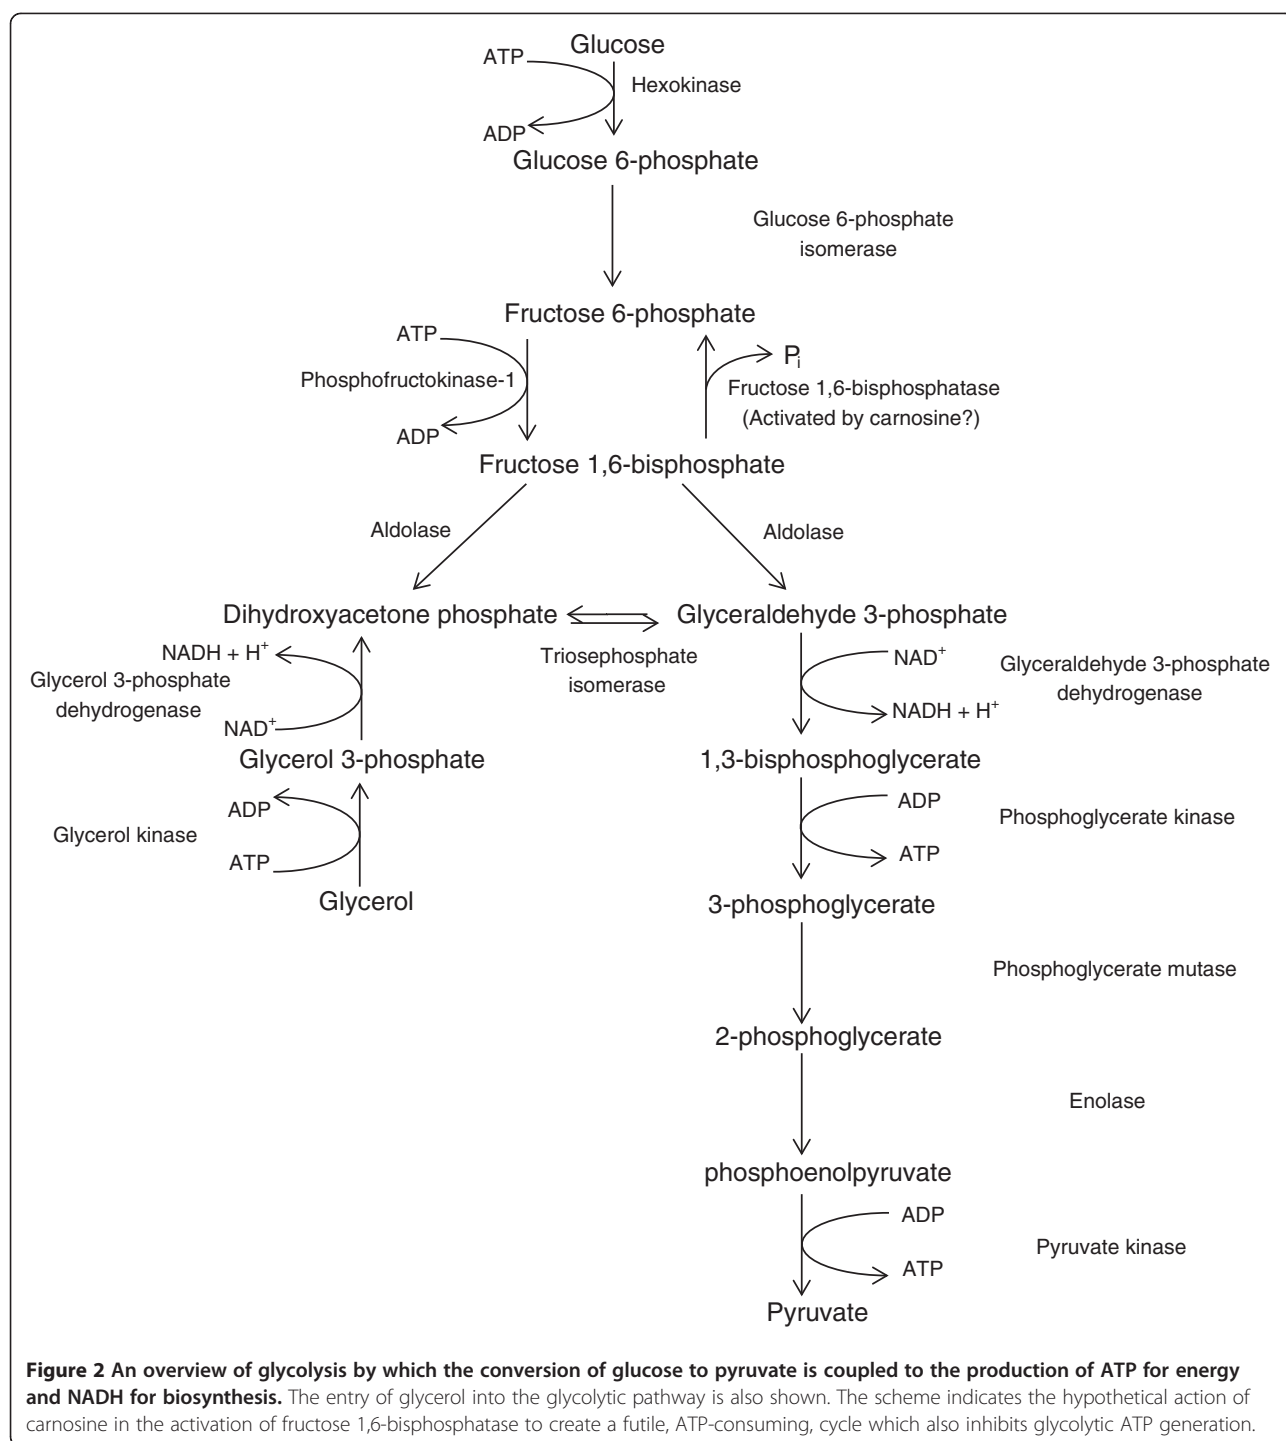 Glucose
ATP
Hexokinase
ADP
Glucose 6-phosphate
Glucose 6-phosphate
isomerase
Fructose 6-phosphate
ATP
Phosphofructokinase-1
ADP
Pi
Fructose 1,6-bisphosphatase
(Activated by carnosine?)
Fructose 1,6-bisphosphate
Aldolase
Aldolase
Dihydroxyacetone phosphate
Glyceraldehyde 3-phosphate
Triosephosphate
isomerase
NADH + H+
Glycerol 3-phosphate
dehydrogenase
NAD+
NAD+
Glyceraldehyde 3-phosphate
dehydrogenase
NADH + H+
Glycerol 3-phosphate
1,3-bisphosphoglycerate
ADP
Glycerol kinase
ATP
ADP
Phosphoglycerate kinase
ATP
Glycerol
3-phosphoglycerate
Phosphoglycerate mutase
2-phosphoglycerate
Enolase
phosphoenolpyruvate
ADP
Pyruvate kinase
ATP
Pyruvate
Figure 2 An overview of glycolysis by which the conversion of glucose to pyruvate is coupled to the production of ATP for energy
and NADH for biosynthesis. The entry of glycerol into the glycolytic pathway is also shown. The scheme indicates the hypothetical action of
carnosine in the activation of fructose 1,6-bisphosphatase to create a futile, ATP-consuming, cycle which also inhibits glycolytic ATP generation.